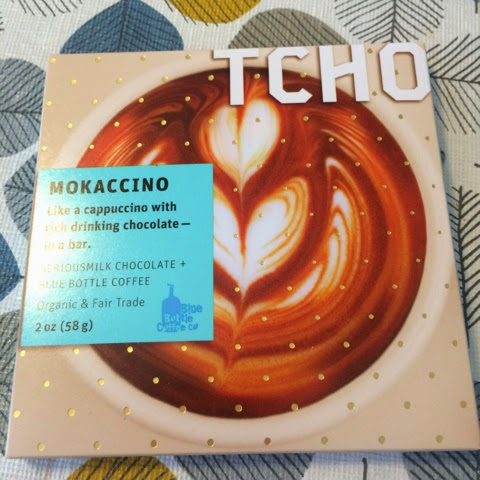 TCHO
MOKACCINO
Like a cappuccino with
rich drinking chocolate—
in a bar.
SERIOUSMILK CHOCOLATE +
BLUE BOTTLE COFFEE
Organic & Fair Trade
2 oz (58 g)
Blue
Bottle
Coffee Co